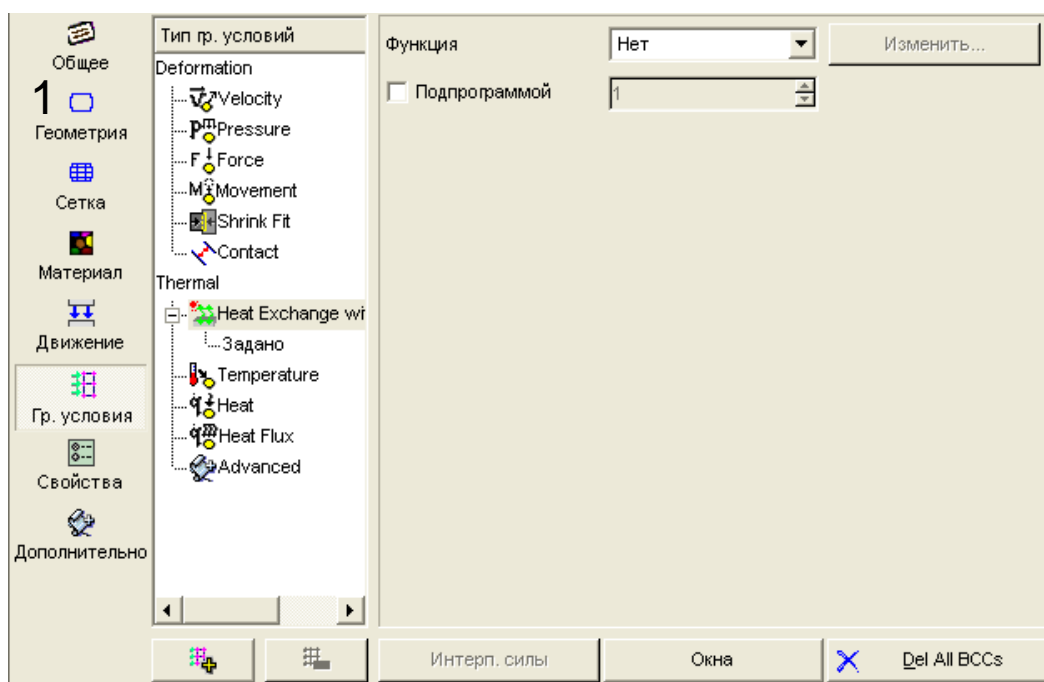 Общее
1
Геометрия
Сетка
Материал
Движение
Гр. условия
Свойства
Дополнительно
Тип гр. условий
Deformation
Velocity
Pressure
Force
Movement
Shrink Fit
Contact
Thermal
Heat Exchange wi
Задано
Temperature
Heat
Heat Flux
Advanced
Функция Нет Изменить...
Подпрограммой 1
Интерп. силы Окна Del All BCCs